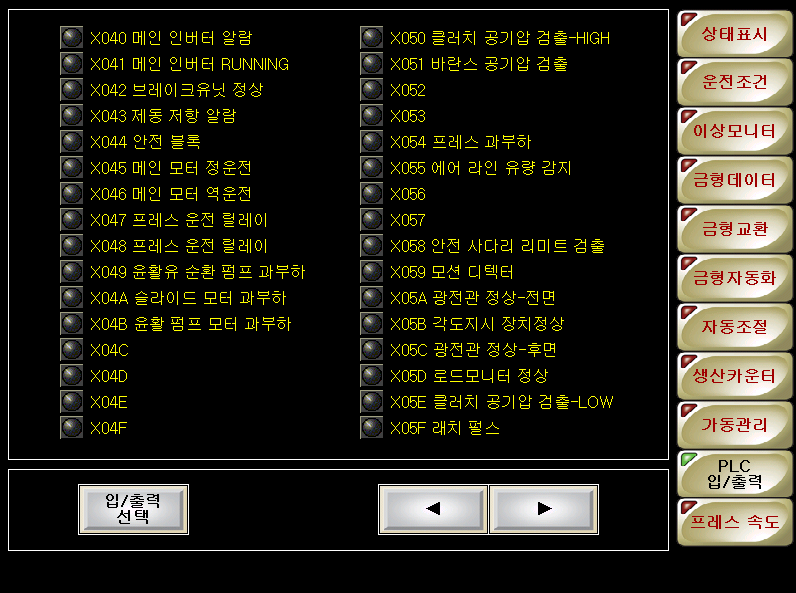 X040 메인 인버터 알람
X041 메인 인버터 RUNNING
X042 브레이크유닛 정상
X043 제동 저항 알람
X044 안전 블록
X045 메인 모터 정운전
X046 메인 모터 역운전
X047 프레스 운전 릴레이
X048 프레스 운전 릴레이
X049 윤활유 순환 펌프 과부하
X04A 슬라이드 모터 과부하
X04B 윤활 펌프 모터 과부하
X04C
X04D
X04E
X04F
X050 클러치 공기압 검출-HIGH
X051 바란스 공기압 검출
X052
X053
X054 프레스 과부하
X055 에어 라인 유량 감지
X056
X057
X058 안전 사다리 리미트 검출
X059 모션 디텍터
X05A 광전관 정상-전면
X05B 각도지시 장치정상
X05C 광전관 정상-후면
X05D 로드모니터 정상
X05E 클러치 공기압 검출-LOW
X05F 래치 펄스
입/출력
선택
◀
▶
상태표시
운전조건
이상모니터
금형데이터
금형교환
금형자동화
자동조절
생산카운터
가동관리
PLC
입/출력
프레스 속도